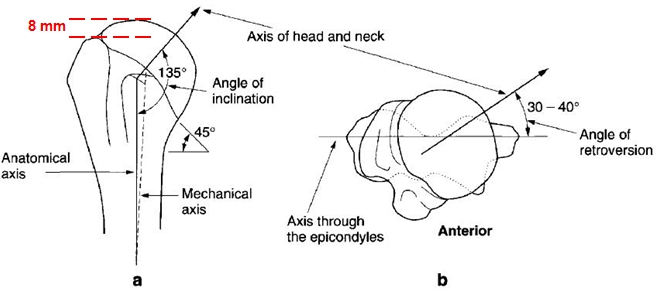 8 mm
Axis of head and neck
135°
Angle of
inclination
45°
Anatomical
axis
Mechanical
axis
a
30 – 40°
Angle of
retroversion
Axis through
the epicondyles
Anterior
b